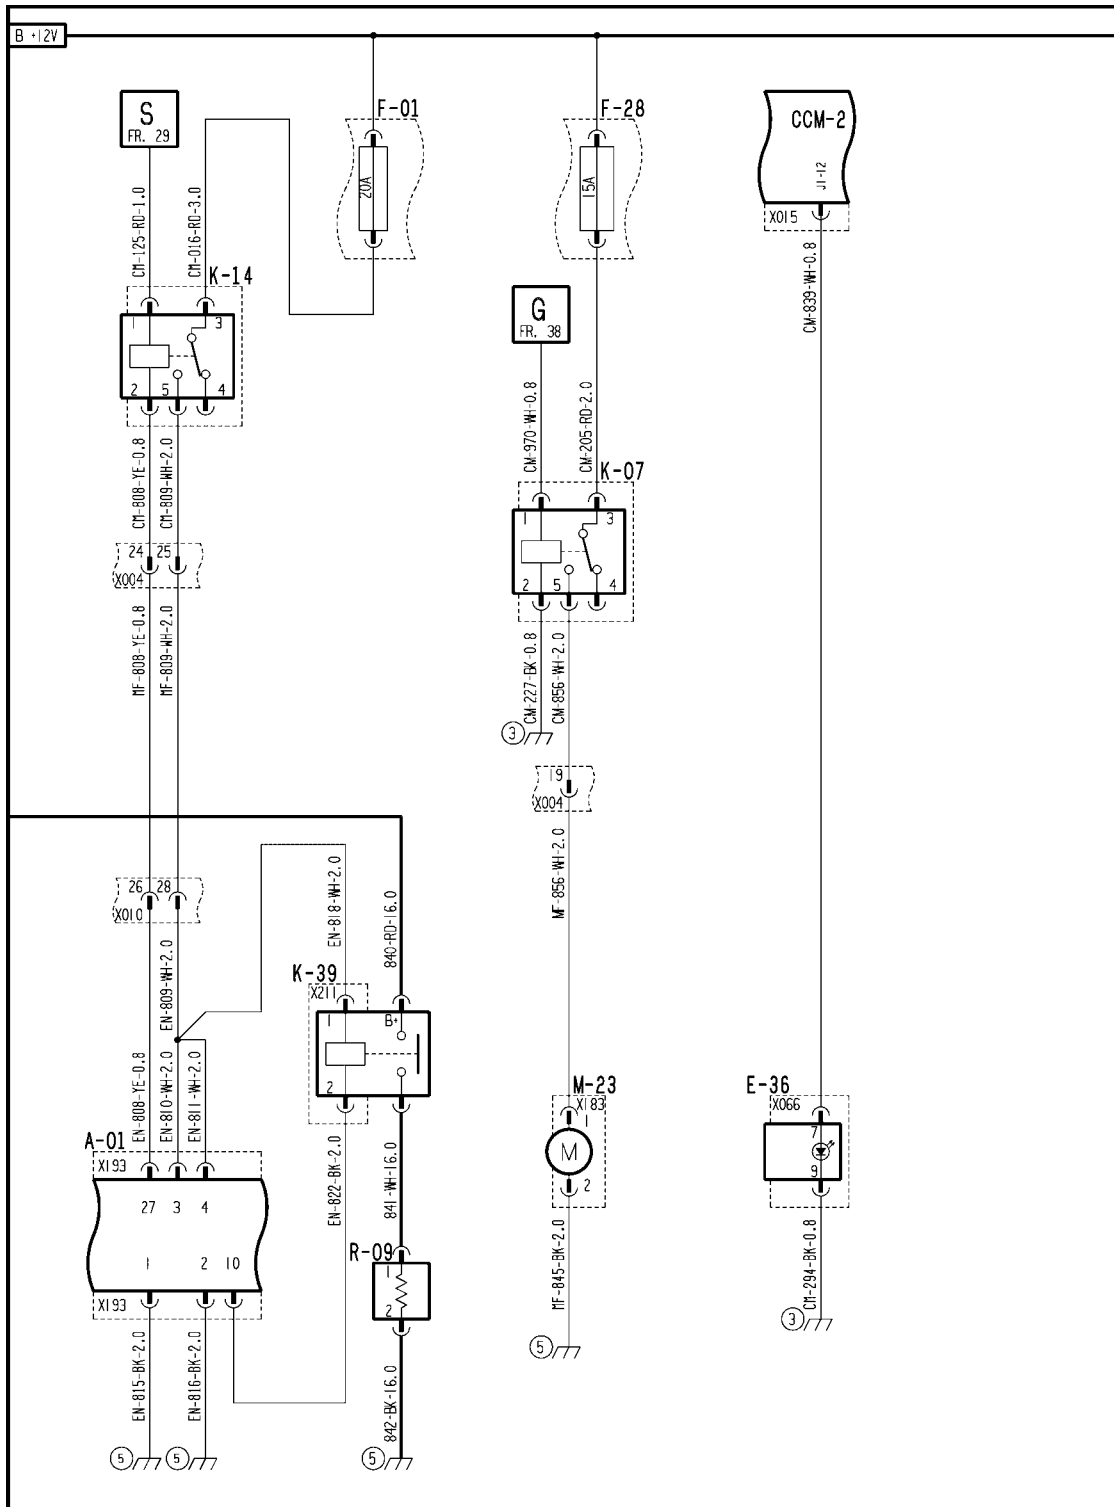 B +12V
S
FR. 29
F-01
20A
F-28
15A
CCM-2
J1-12
X015
CM-125-RD-1.0
CM-016-RD-3.0
K-14
1
3
2
5
4
CM-839-WH-0.8
G
FR. 38
CM-970-WH-0.8
CM-205-RD-2.0
K-07
1
3
2
5
4
CM-808-YE-0.8
CM-809-WH-2.0
24
25
X004
MF-808-YE-0.8
MF-809-WH-2.0
CM-227-BK-0.8
CM-856-WH-2.0
3
19
X004
MF-856-WH-2.0
26
28
X010
EN-809-WH-2.0
EN-818-WH-2.0
840-RD-16.0
K-39
X211
1
B+
2
EN-808-YE-0.8
EN-810-WH-2.0
EN-811-WH-2.0
A-01
X193
27
3
4
1
2
10
X193
EN-822-BK-2.0
841-WH-16.0
R-09
1
2
M-23
X183
1
M
2
E-36
X066
7
9
EN-815-BK-2.0
EN-816-BK-2.0
842-BK-16.0
MF-845-BK-2.0
CM-294-BK-0.8
3
5
5
5
5